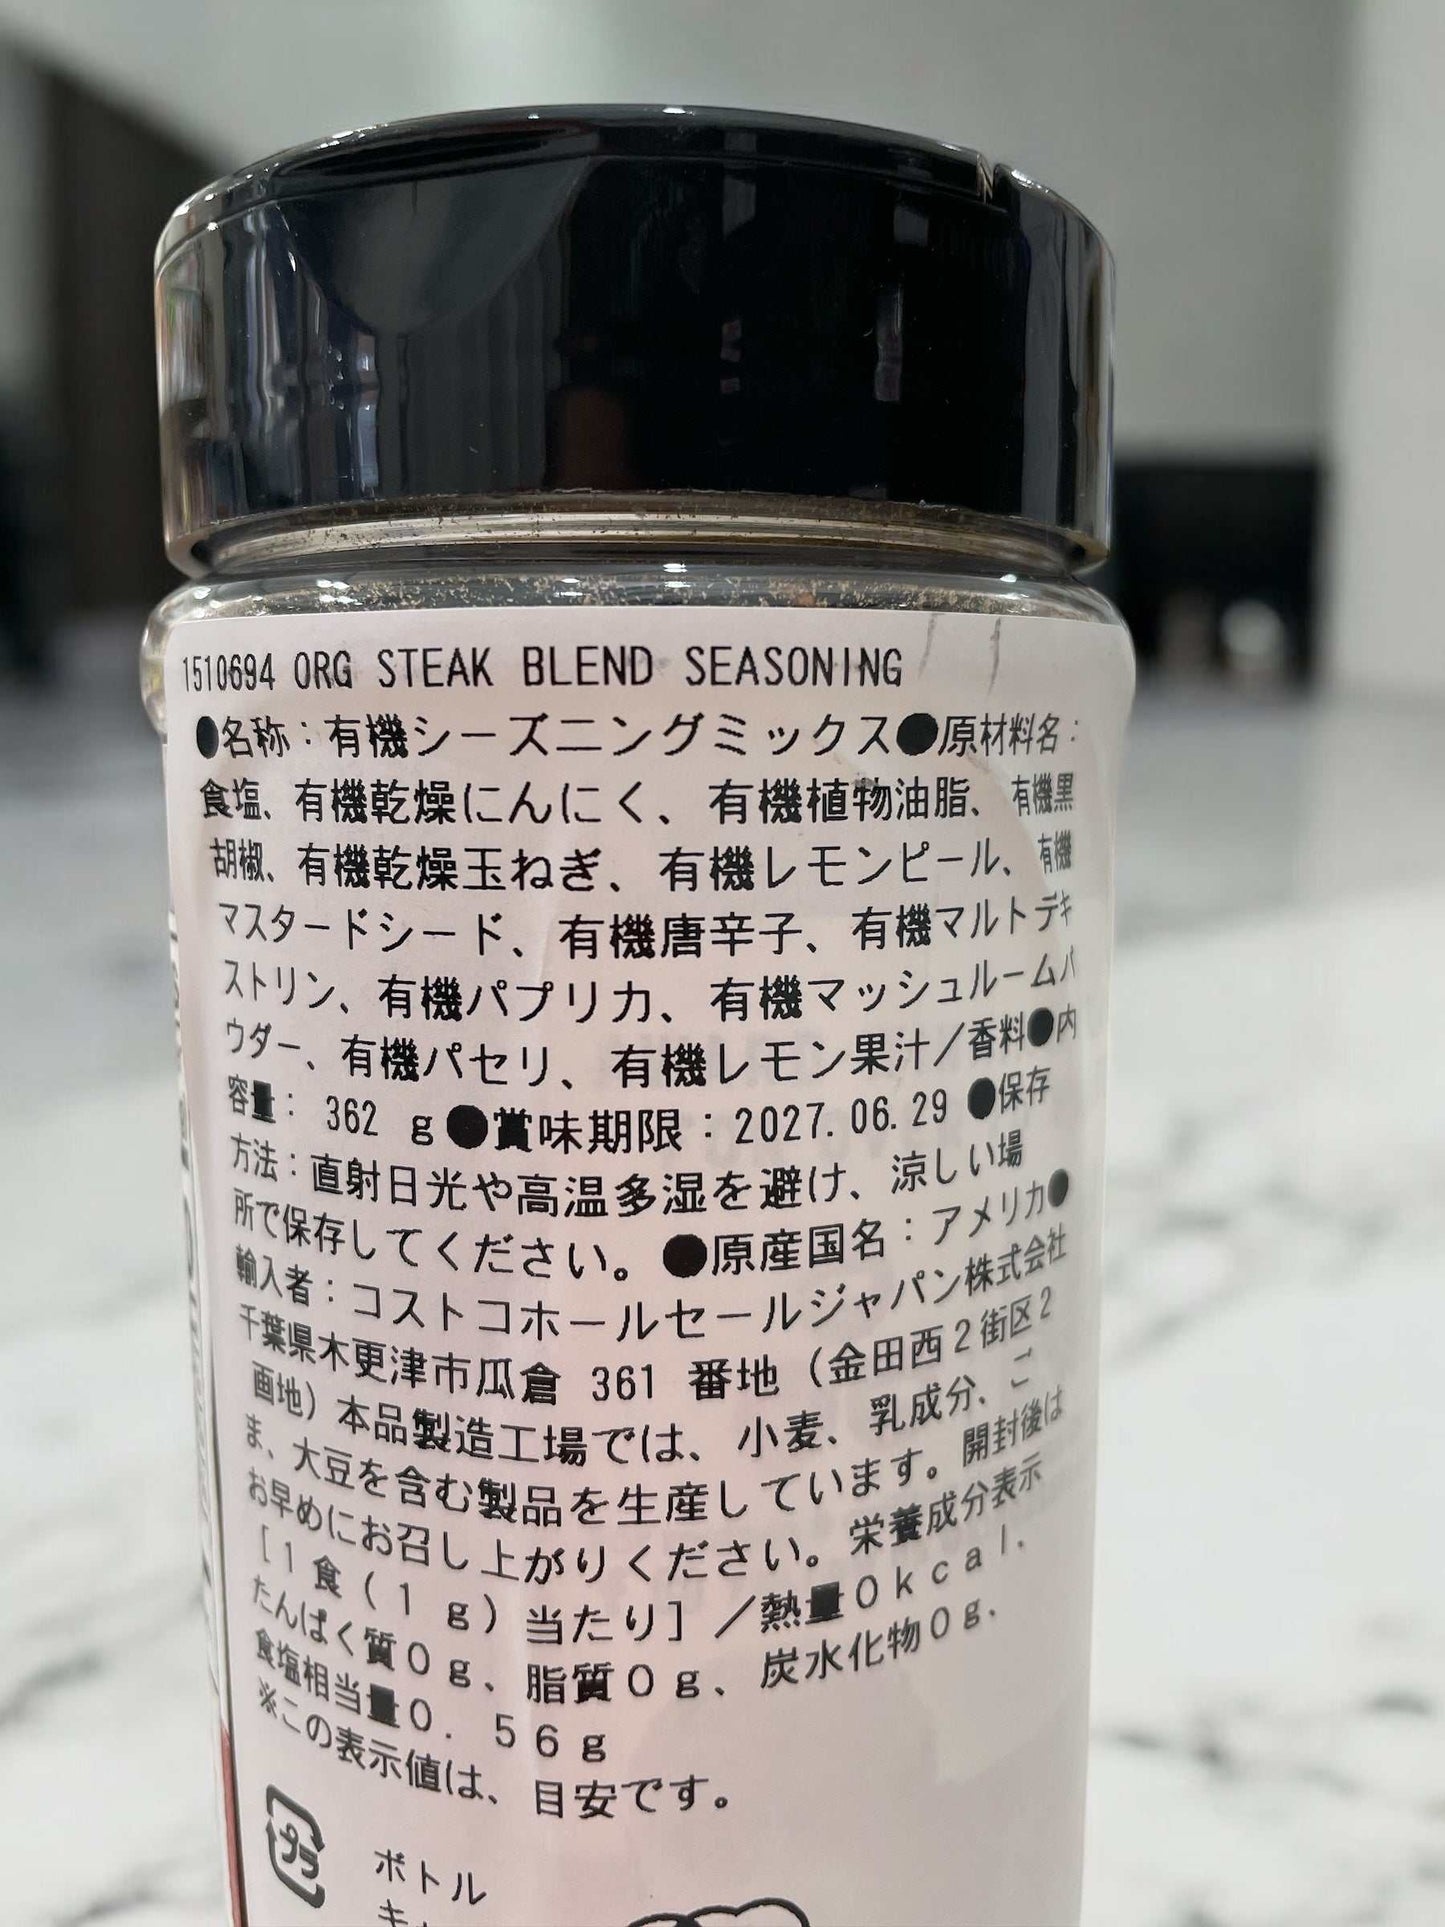 1510694 ORG STEAK BLEND SEASONING
●名称：有機シーズニングミックス●原材料名：
食塩、有機乾燥にんにく、有機植物油脂、有機黒
胡椒、有機乾燥玉ねぎ、有機レモンピール、有機
マスタードシード、有機唐辛子、有機マルトデキ
ストリン、有機パプリカ、有機マッシュルームパ
ウダー、有機パセリ、有機レモン果汁／香料●内
容量： 362 g●賞味期限：2027.06.29 ●保存
方法：直射日光や高温多湿を避け、涼しい場
所で保存してください。●原産国名：アメリカ●
輸入者：コストコホールセールジャパン株式会社
千葉県木更津市瓜倉 361 番地（金田西２街区２
画地）本品製造工場では、小麦、乳成分、ご
ま、大豆を含む製品を生産しています。開封後は
お早めにお召し上がりください。栄養成分表示
［１食（１ｇ）当たり］／熱量０ｋｃａｌ、
たんぱく質０ｇ、脂質０ｇ、炭水化物０ｇ、
食塩相当量０．５６ｇ
※この表示値は、目安です。
プラ
ボトル